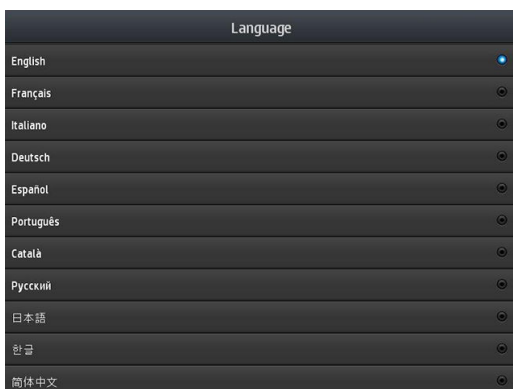 Language
English
Français
Italiano
Deutsch
Español
Português
Català
Русский
日本語
한글
简体中文